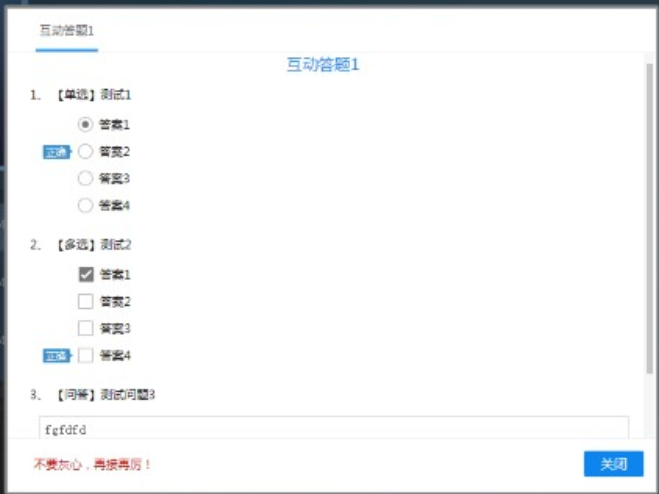 互动答题1
互动答题1
1、 【单选】测试1
答案1
正确 答案2
答案3
答案4
2、 【多选】测试2
答案1
答案2
答案3
正确 答案4
3、 【问答】测试问题3
fgfdfd
不要灰心，再接再厉！
关闭